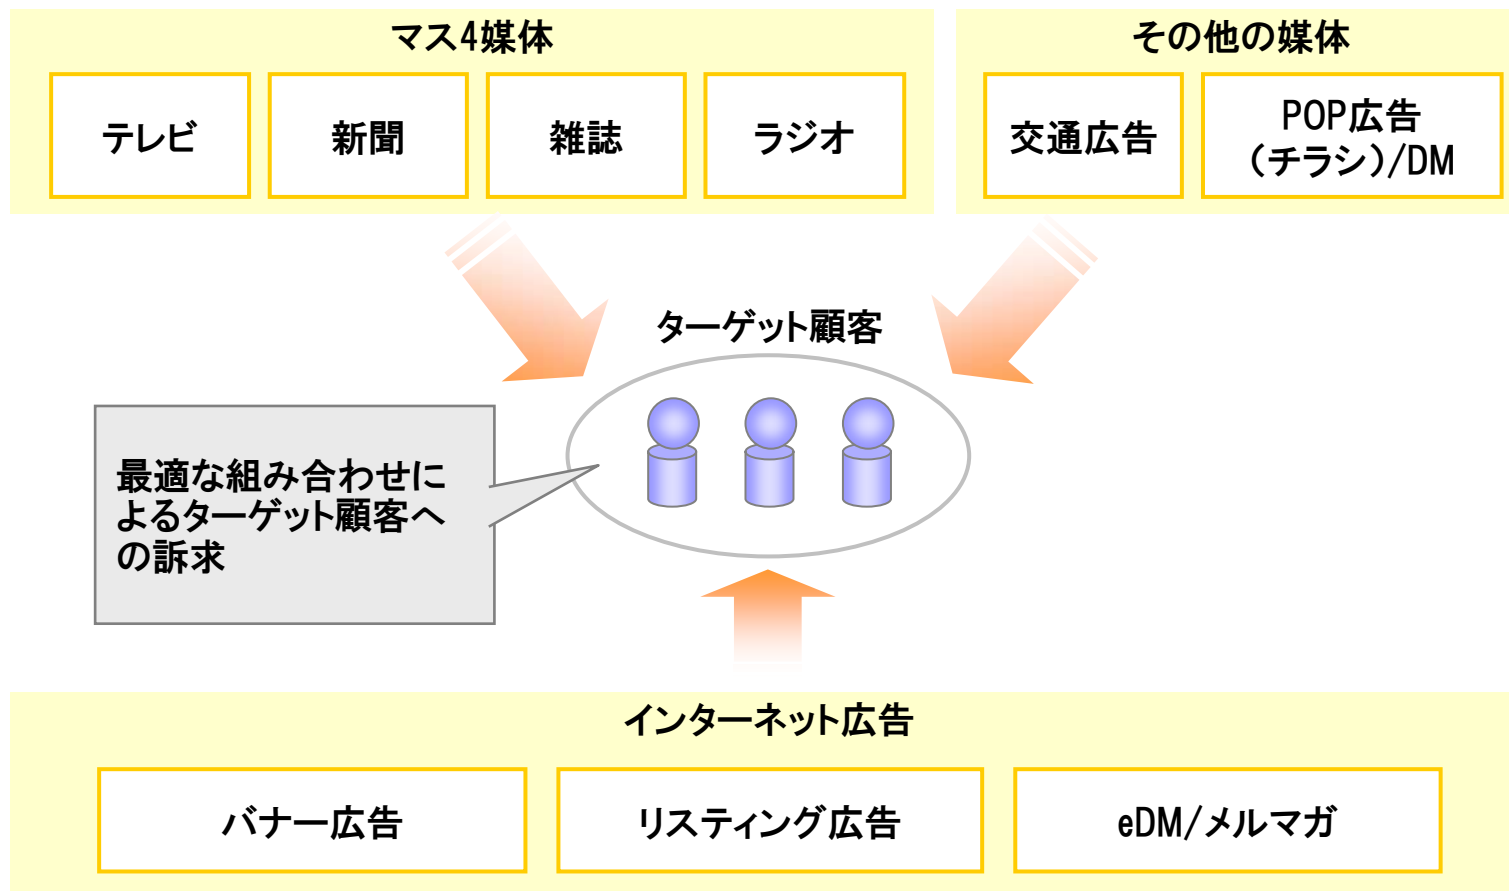 マス4媒体
テレビ
新聞
雑誌
ラジオ
その他の媒体
交通広告
POP広告
(チラシ)/DM
ターゲット顧客
最適な組み合わせに
よるターゲット顧客へ
の訴求
インターネット広告
バナー広告
リスティング広告
eDM/メルマガ